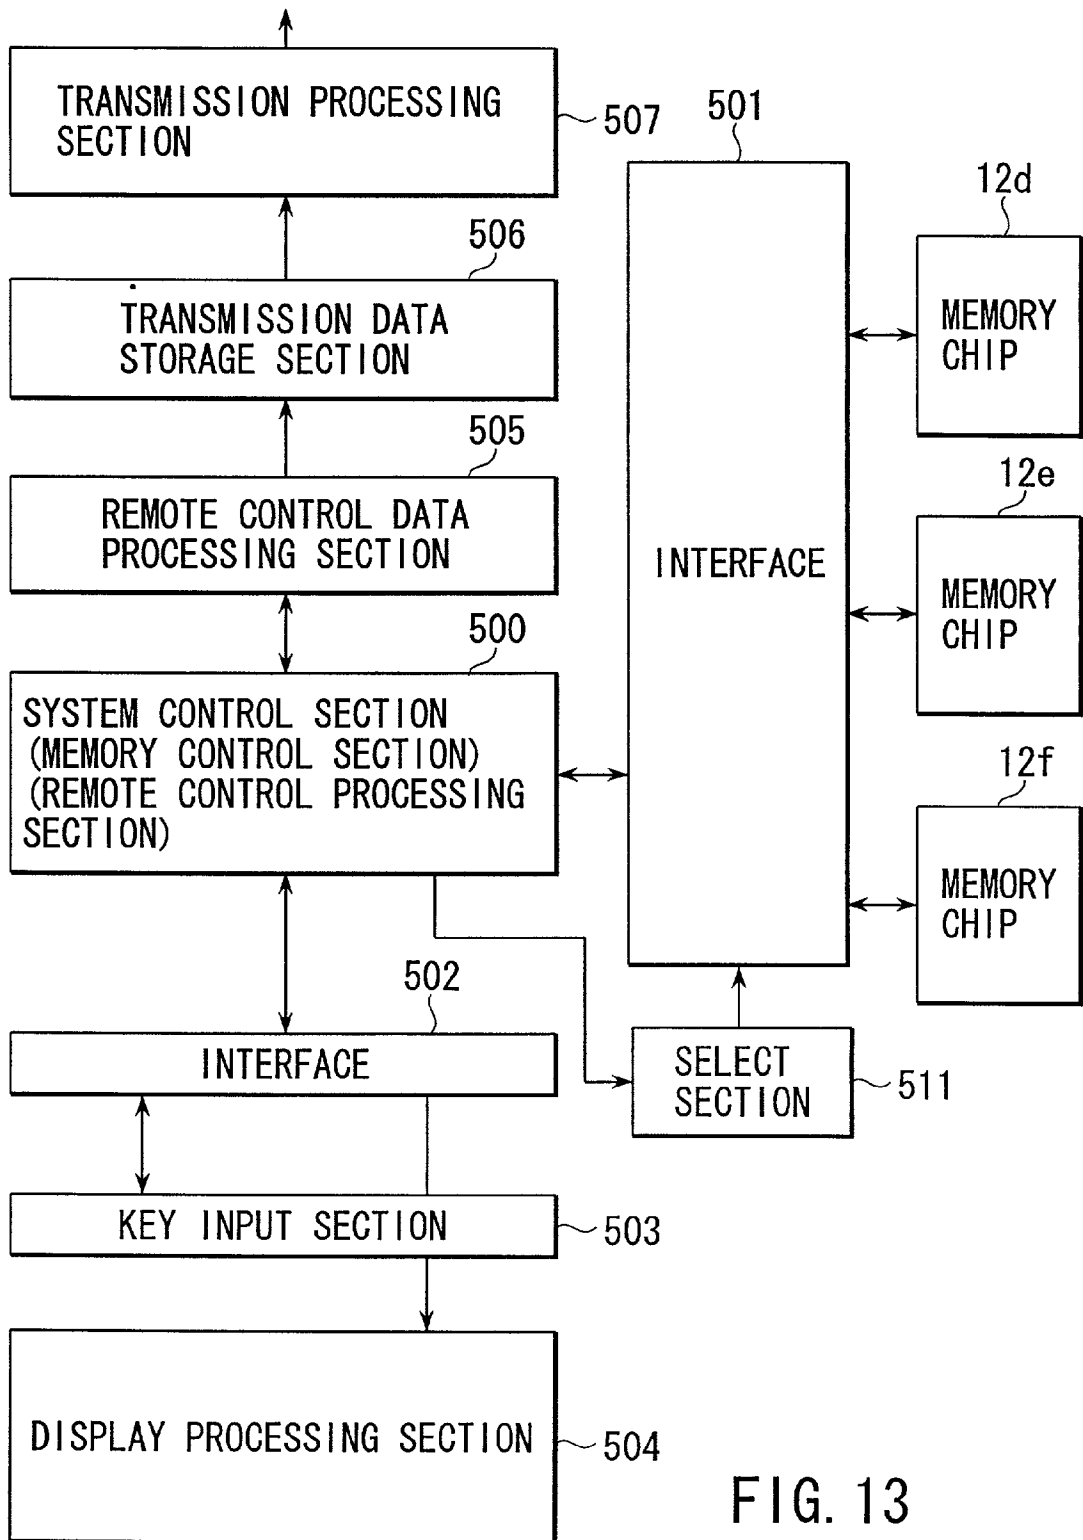 TRANSMISSION PROCESSING
SECTION
507
501
12d
506
TRANSMISSION DATA
STORAGE SECTION
MEMORY
CHIP
505
REMOTE CONTROL DATA
PROCESSING SECTION
12e
INTERFACE
MEMORY
CHIP
500
SYSTEM CONTROL SECTION
(MEMORY CONTROL SECTION)
(REMOTE CONTROL PROCESSING
SECTION)
12f
MEMORY
CHIP
502
INTERFACE
SELECT
SECTION
511
KEY INPUT SECTION
503
DISPLAY PROCESSING SECTION
504
FIG. 13